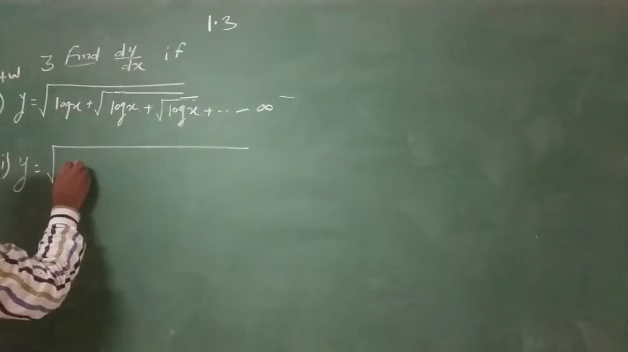 1.3
3 Find dy/dx if
) y=√logx+√logx+√logx+...-∞
i) y=√